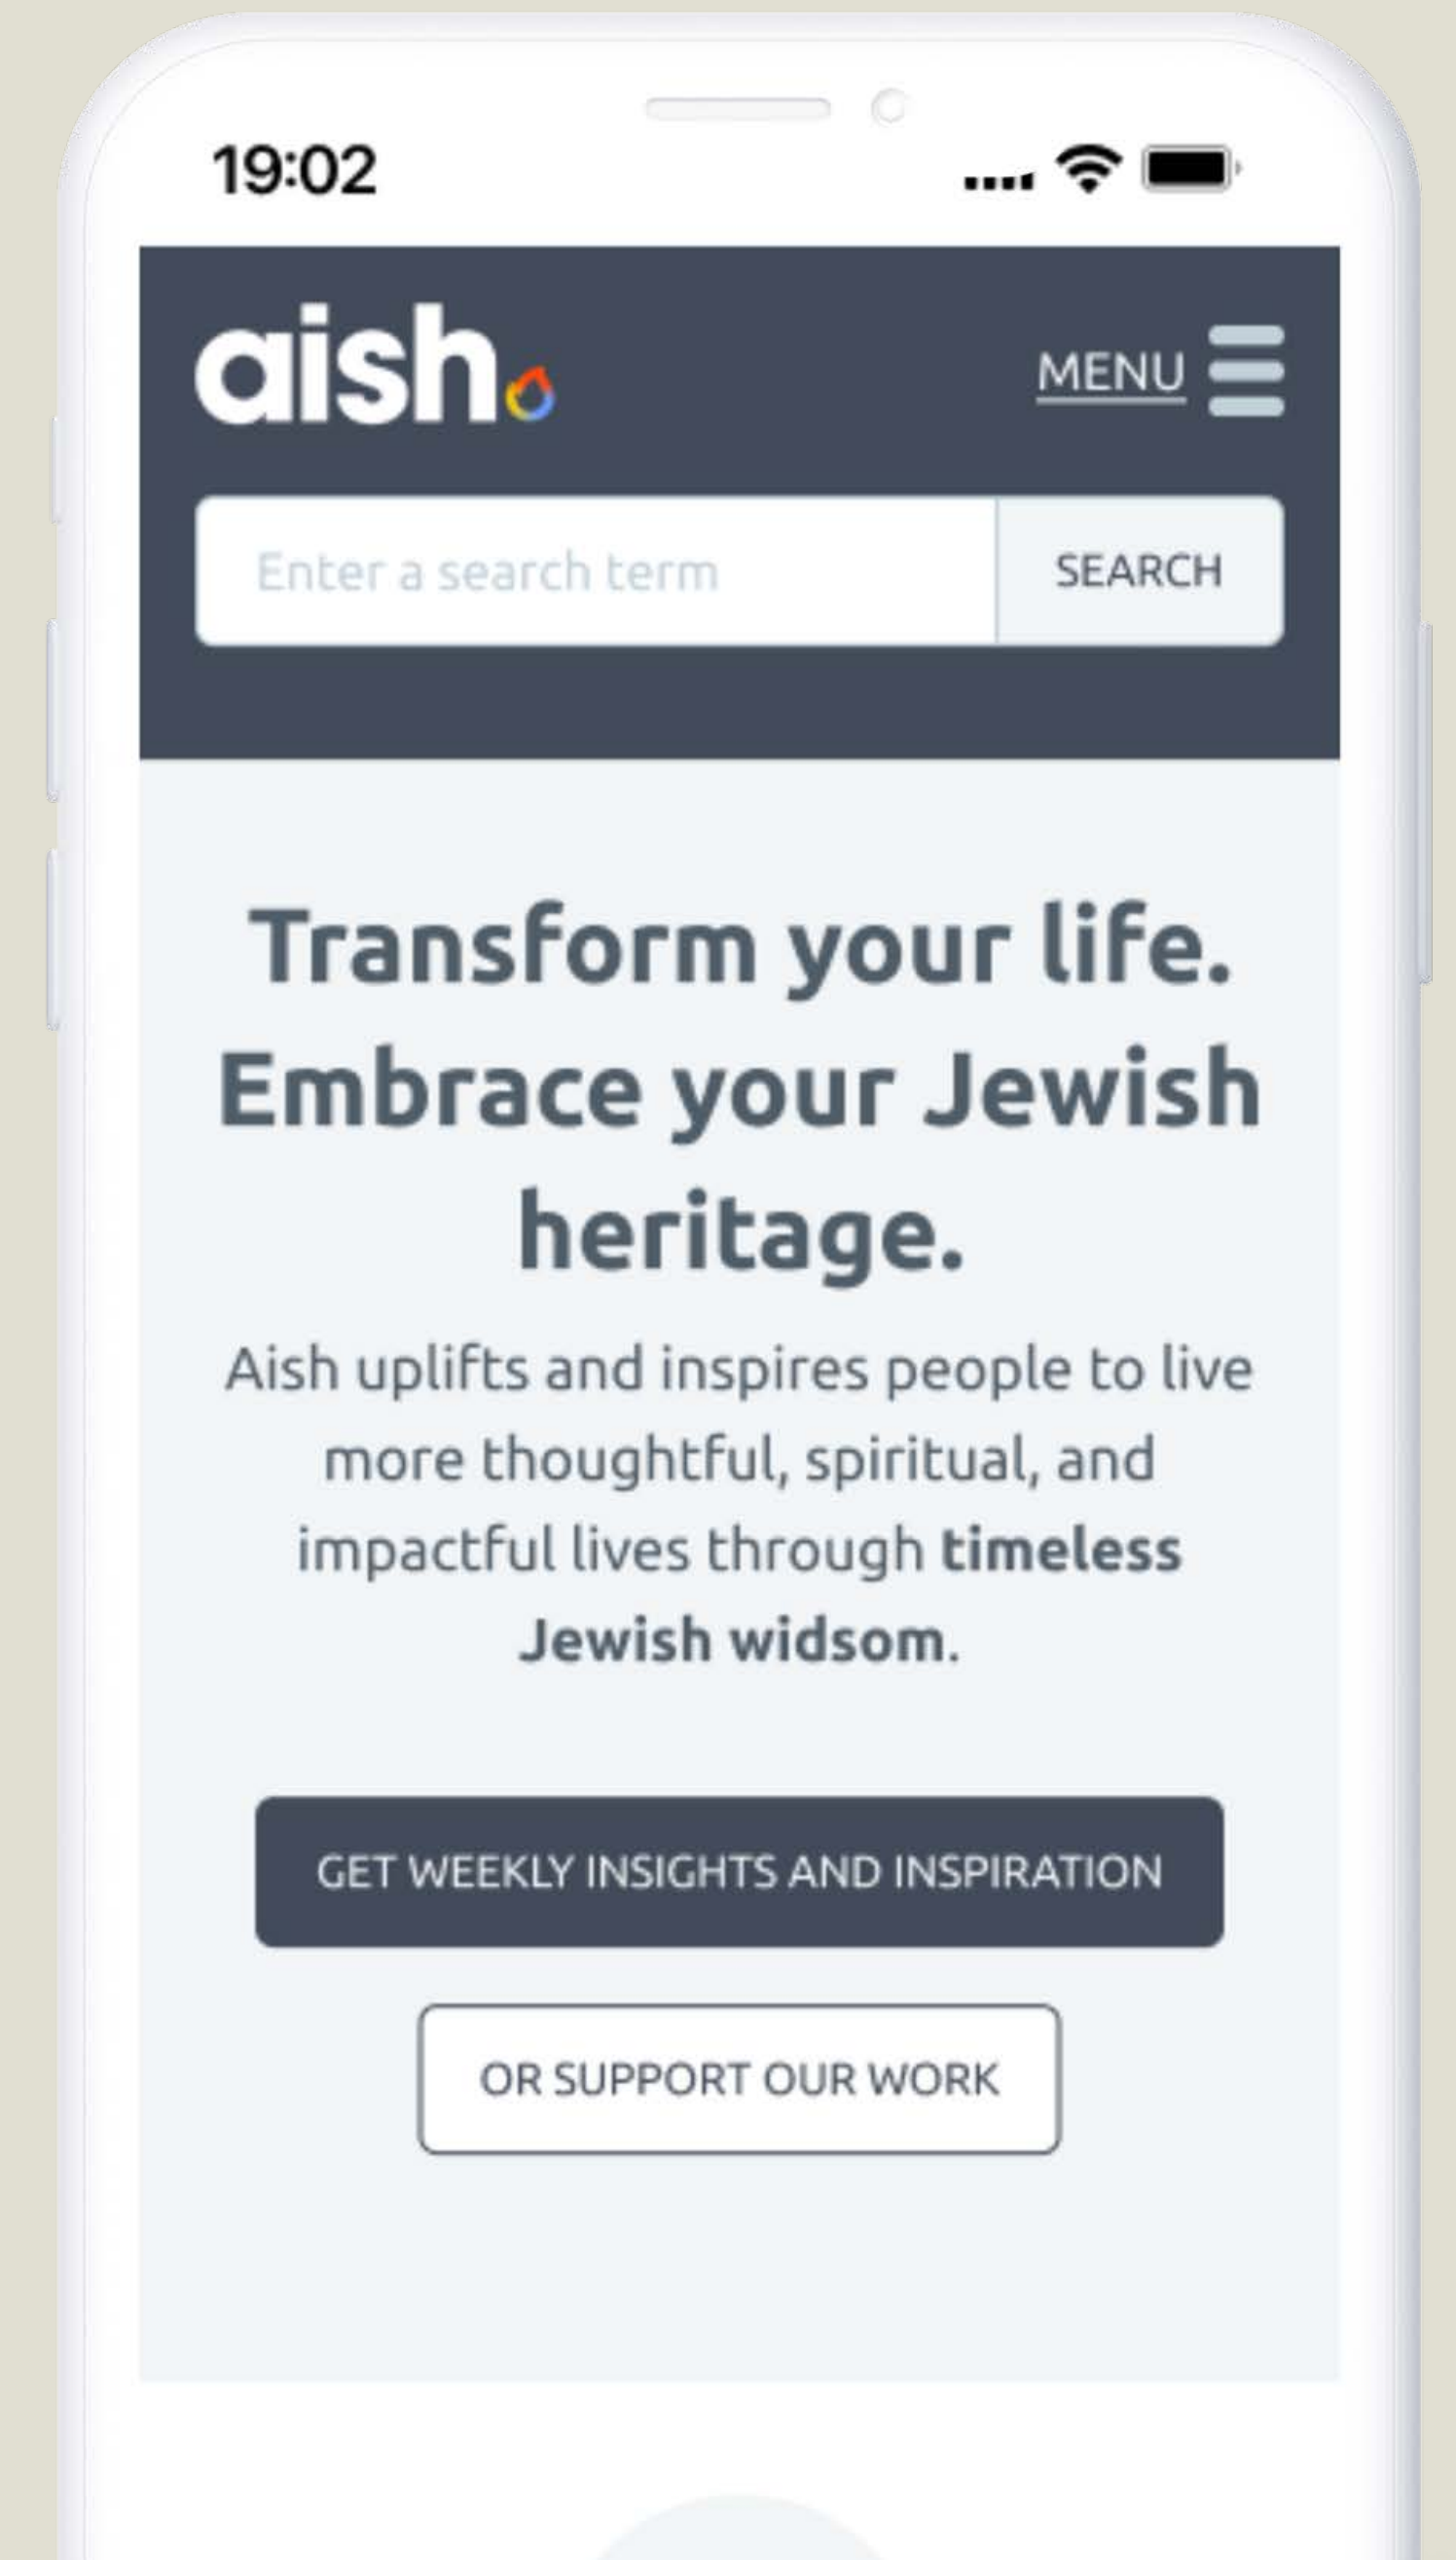 19:02
aish
MENU
Enter a search term
SEARCH
Transform your life.
Embrace your Jewish
heritage.
Aish uplifts and inspires people to live
more thoughtful, spiritual, and
impactful lives through timeless
Jewish widsom.
GET WEEKLY INSIGHTS AND INSPIRATION
OR SUPPORT OUR WORK